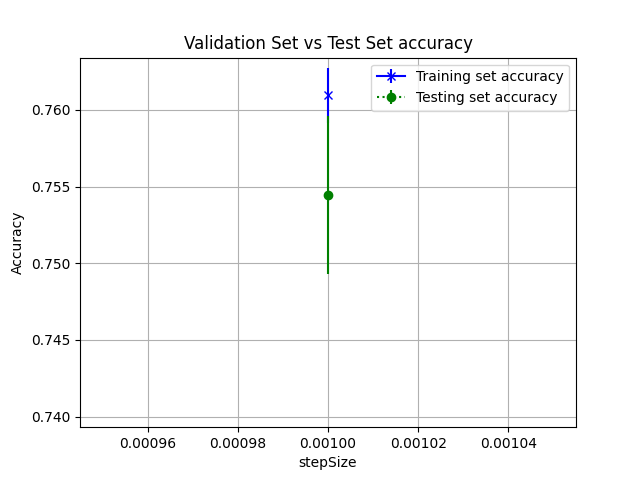 Validation Set vs Test Set accuracy
Training set accuracy
Testing set accuracy
Accuracy
0.760
0.755
0.750
0.745
0.740
0.00096 0.00098 0.00100 0.00102 0.00104
stepSize